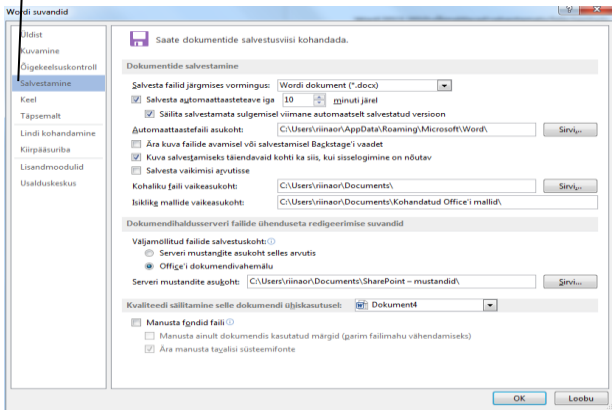 Wordi suvandid
Üldist
Kuvamine
Õigekeelsuskontroll
Salvestamine
Keel
Täpsemalt
Lindi kohandamine
Kiirpääsuriba
Lisandmoodulid
Usalduskeskus
Saate dokumentide salvestusviisi kohandada.
Dokumentide salvestamine
Salvesta failid järgmises vormingus: Wordi dokument (*.docx)
Salvesta automaattaasteteave iga 10 minuti järel
Säilita salvestamata sulgemisel viimane automaatselt salvestatud versioon
Automaattaastefaili asukoht: C:\Users\riinaor\AppData\Roaming\Microsoft\Word\ Sirvi...
Ära kuva failide avamisel või salvestamisel Backstage'i vaadet
Kuva salvestamiseks täiendavaid kohti ka siis, kui sisselogimine on nõutav
Salvesta vaikimisi arvutisse
Kohaliku faili vaikeasukoht: C:\Users\riinaor\Documents\ Sirvi...
Isiklike mallide vaikeasukoht: C:\Users\riinaor\Documents\Kohandatud Office'i mallid\
Dokumendihaldusserveri failide ühenduseta redigeerimise suvandid
Väljamöllitud failide salvestuskoht:
Serveri mustandite asukoht selles arvutis
Office'i dokumendivahemälu
Serveri mustandite asukoht: C:\Users\riinaor\Documents\SharePoint – mustandid\ Sirvi...
Kvaliteedi säilitamine selle dokumendi ühiskasutusel: Dokument4
Manusta fondid faili
Manusta ainult dokumendis kasutatud märgid (parim failimahu vähendamiseks)
Ära manusta tavalisi süsteemifonte
OK Loobu